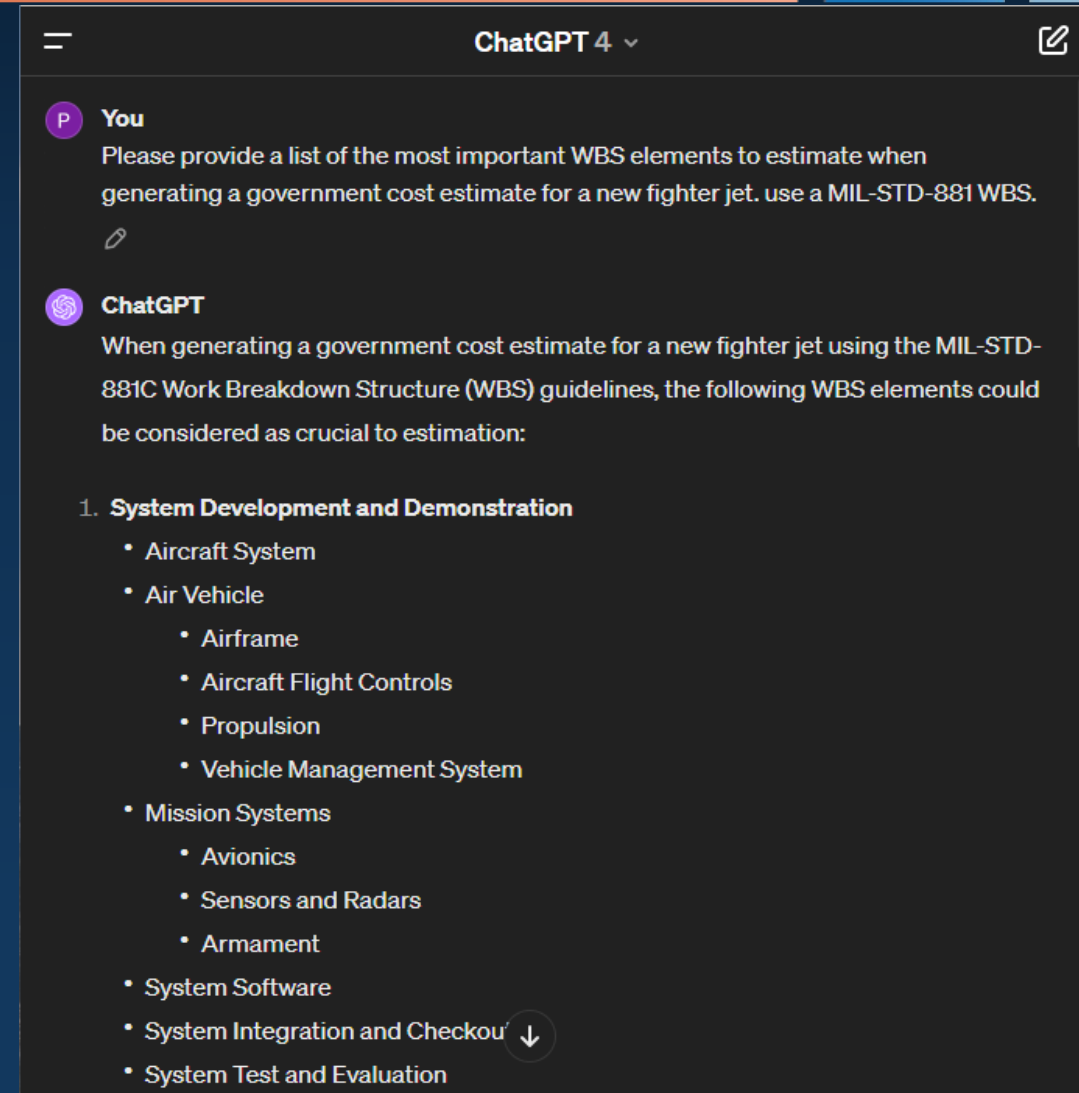 ChatGPT 4
P
You
Please provide a list of the most important WBS elements to estimate when
generating a government cost estimate for a new fighter jet. use a MIL-STD-881 WBS.
ChatGPT
When generating a government cost estimate for a new fighter jet using the MIL-STD-
881C Work Breakdown Structure (WBS) guidelines, the following WBS elements could
be considered as crucial to estimation:
1. System Development and Demonstration
• Aircraft System
• Air Vehicle
• Airframe
• Aircraft Flight Controls
• Propulsion
• Vehicle Management System
• Mission Systems
• Avionics
• Sensors and Radars
• Armament
• System Software
• System Integration and Checkou
• System Test and Evaluation